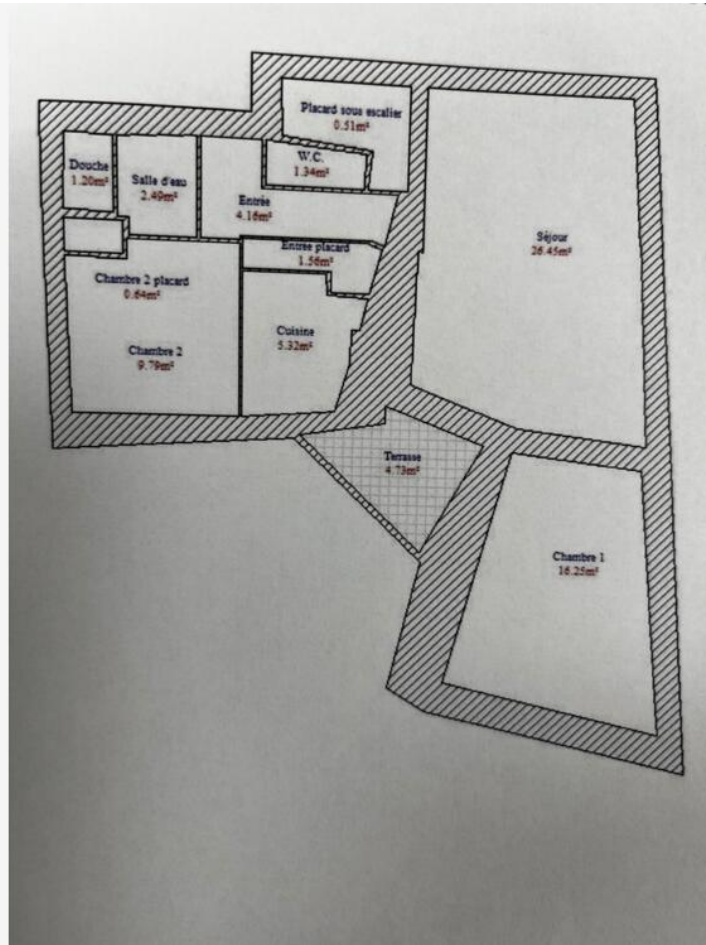 Placard sous escalier
0.51m²
W.C.
1.34m²
Douche
1.20m²
Salle d'eau
2.49m²
Entrée
4.16m²
Séjour
26.45m²
Entrée placard
1.56m²
Chambre 2 placard
0.64m²
Cuisine
5.32m²
Chambre 2
9.79m²
Terrasse
4.73m²
Chambre 1
16.25m²